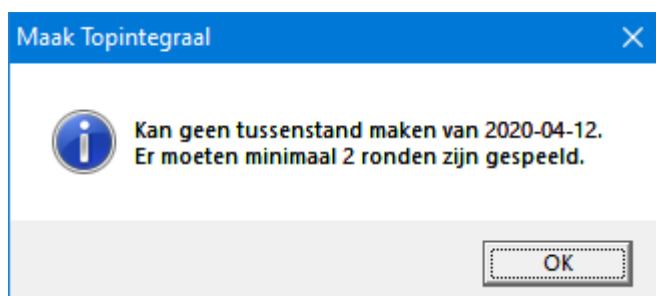 Maak Topintegraal
Kan geen tussenstand maken van 2020-04-12.
Er moeten minimaal 2 ronden zijn gespeeld.
OK